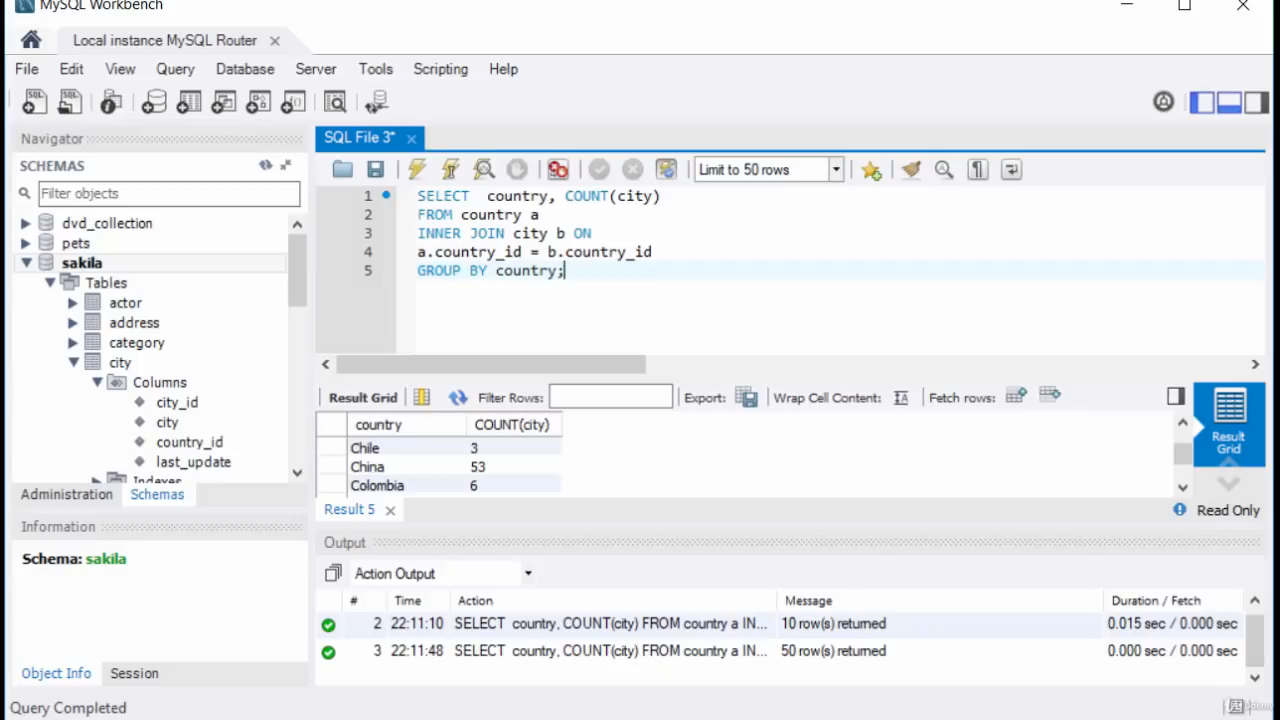 MySQL Workbench
Local instance MySQL Router
File Edit View Query Database Server Tools Scripting Help
Navigator
SCHEMAS
Filter objects
dvd_collection
pets
sakila
Tables
actor
address
category
city
Columns
city_id
city
country_id
last_update
Indexes
Administration Schemas
Information
Schema: sakila
Object Info Session
Query Completed
SQL File 3*
Limit to 50 rows
1 SELECT country, COUNT(city)
2 FROM country a
3 INNER JOIN city b ON
4 a.country_id = b.country_id
5 GROUP BY country;
Result Grid Filter Rows: Export: Wrap Cell Content: Fetch rows:
country COUNT(city)
Chile 3
China 53
Colombia 6
Result Grid
Result 5
Read Only
Output
Action Output
# Time Action Message Duration / Fetch
2 22:11:10 SELECT country, COUNT(city) FROM country a IN... 10 row(s) returned 0.015 sec / 0.000 sec
3 22:11:48 SELECT country, COUNT(city) FROM country a IN... 50 row(s) returned 0.000 sec / 0.000 sec